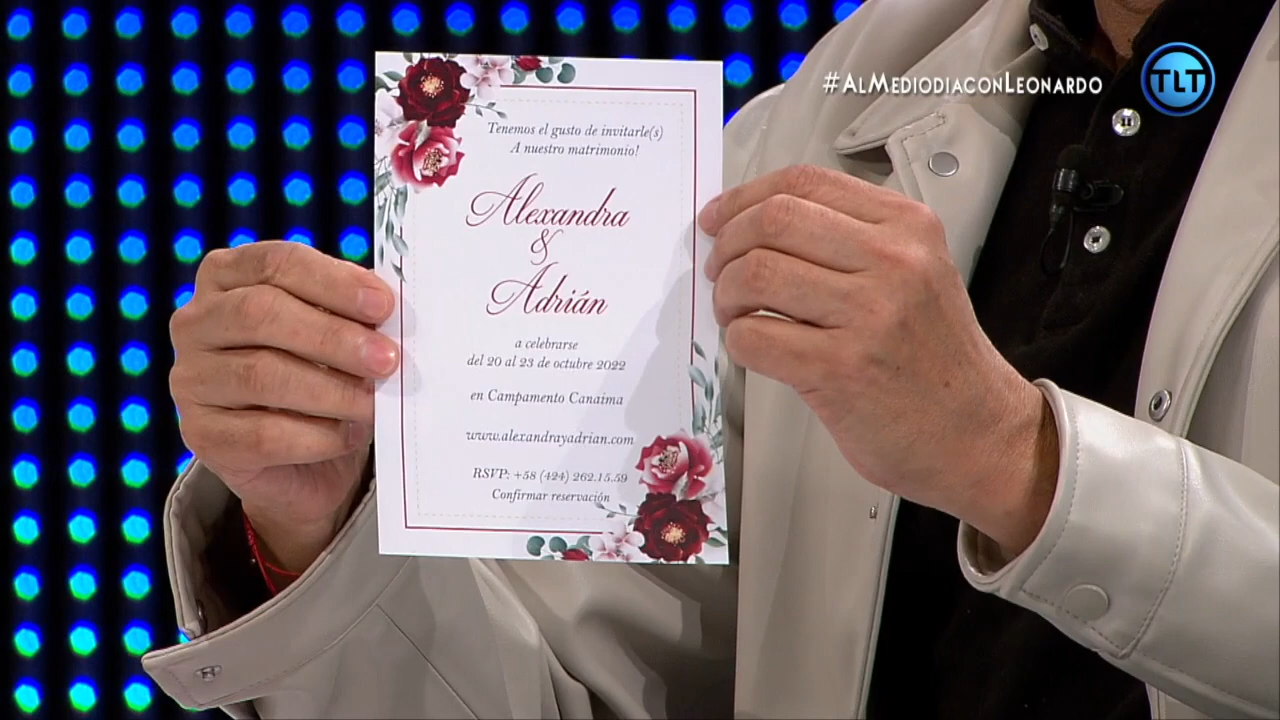 #AlMediodiaconLeonardo
TLT
Tenemos el gusto de invitarle(s)
A nuestro matrimonio!
Alexandra
&
Adrián
a celebrarse
del 20 al 23 de octubre 2022
en Campamento Canaima
www.alexandrayadrian.com
RSVP: +58 (424) 262.15.59
Confirmar reservación